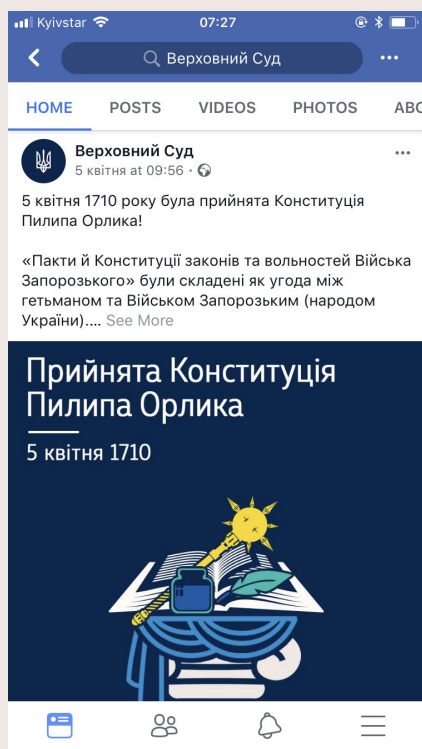 Kyivstar 07:27
Верховний Суд
HOME POSTS VIDEOS PHOTOS ABO
Верховний Суд
5 квітня at 09:56
5 квітня 1710 року була прийнята Конституція
Пилипа Орлика!
«Пакти й Конституції законів та вольностей Війська
Запорозького» були складені як угода між
гетьманом та Військом Запорозьким (народом
України).... See More
Прийнята Конституція
Пилипа Орлика
5 квітня 1710